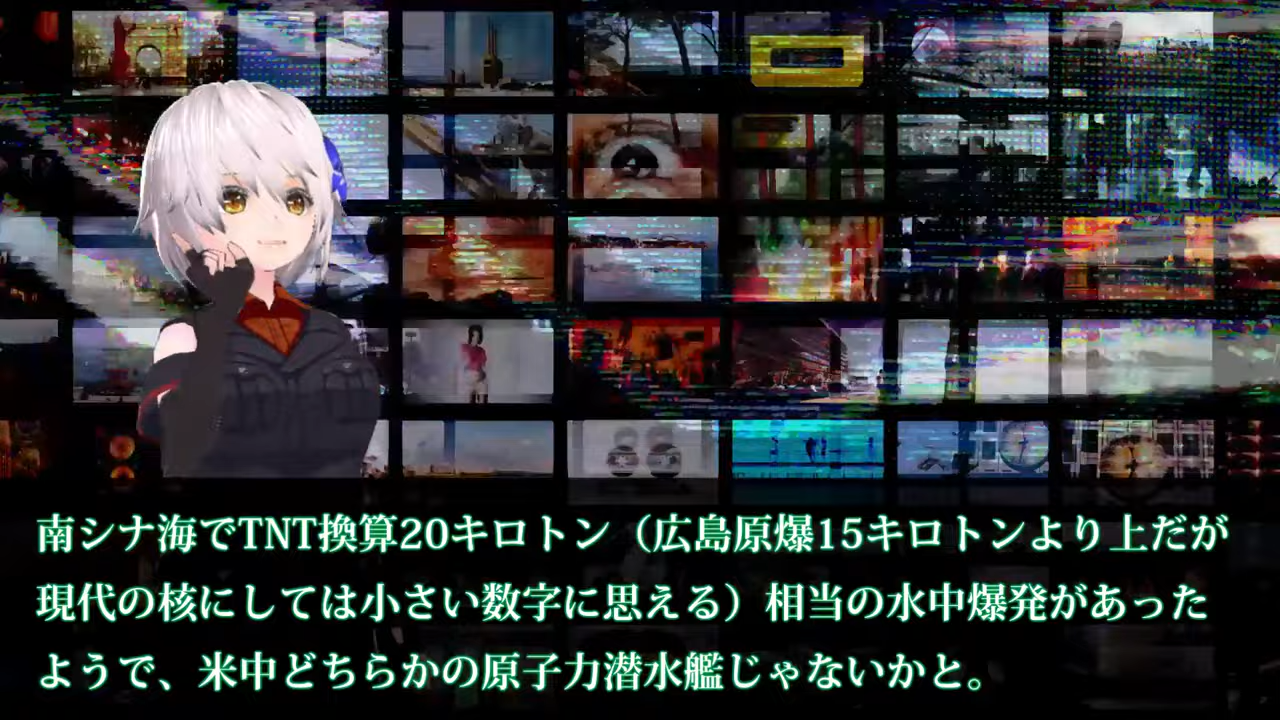 南シナ海でTNT換算20キロトン（広島原爆15キロトンより上だが
現代の核にしては小さい数字に思える）相当の水中爆発があった
ようで、米中どちらかの原子力潜水艦じゃないかと。